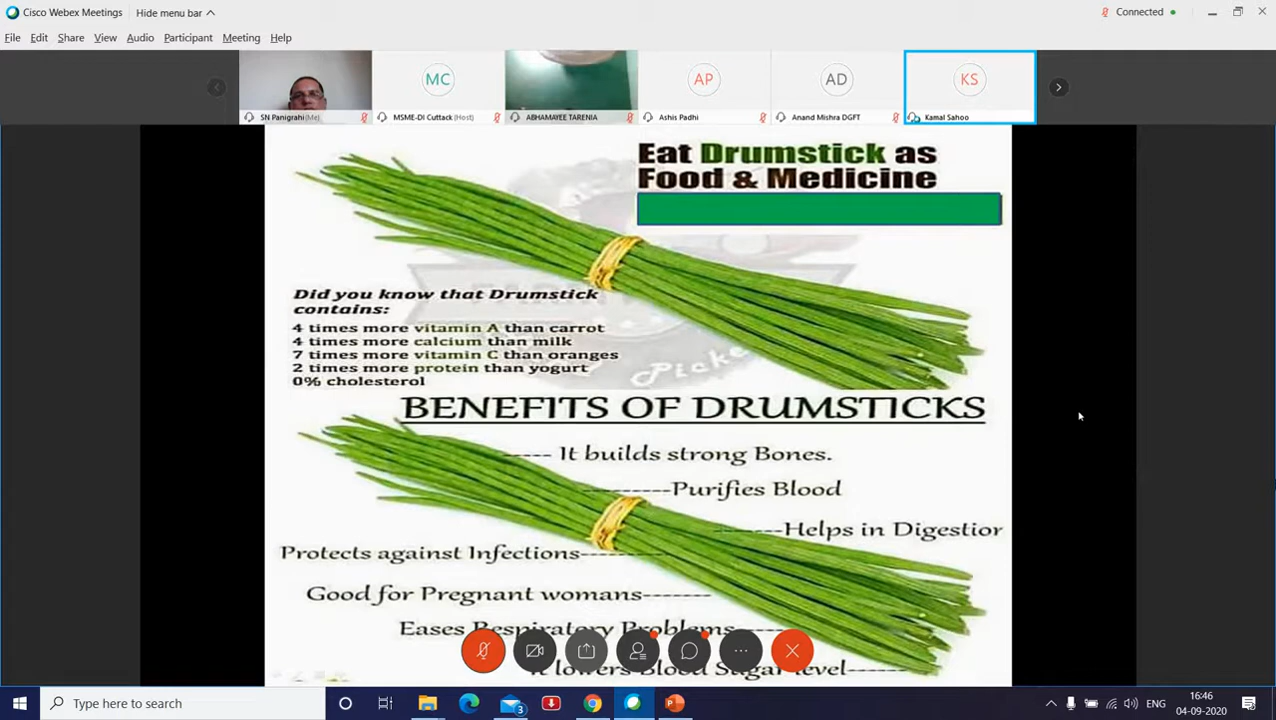 Cisco Webex Meetings
Hide menu bar
Connected
File Edit Share View Audio Participant Meeting Help
MC
AP
AD
KS
SN Panigrahi (Me)
MSME-DI Cuttack (Host)
ABHAMAYEE TARENIA
Ashis Padhi
Anand Mishra DGFT
Kamal Sahoo
Eat Drumstick as
Food & Medicine
Did you know that Drumstick
contains:
4 times more vitamin A than carrot
4 times more calcium than milk
7 times more vitamin C than oranges
2 times more protein than yogurt
0% cholesterol
Picke
BENEFITS OF DRUMSTICKS
It builds strong Bones.
Purifies Blood
Helps in Digestior
Protects against Infections
Good for Pregnant womans
Eases Respiratory Problems
It lowers Blood Sugar level
Type here to search
3
ENG
16:46
04-09-2020